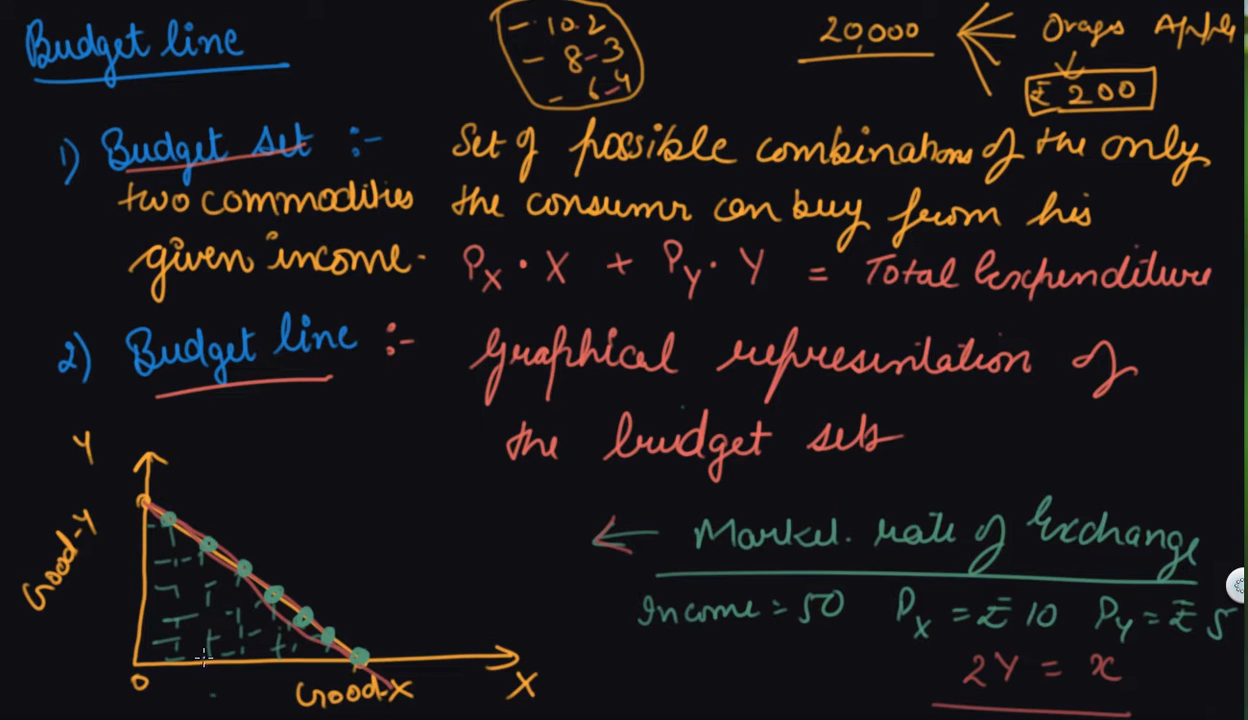 Budget line
- 10.2
- 8-3
- 6-4
20,000
Orages Apple
₹ 200
1) Budget set :- Set of possible combinations of the only
two commodities the consumr can buy from his
given income. Px . X + Py . Y = Total Expenditure
2) Budget line :- Graphical representation of
the budget sets
Y
Good-Y
0
Good-X
X
← Market. rate of Exchange
Income = 50 Px = ₹ 10 Py = ₹ 5
2Y = x